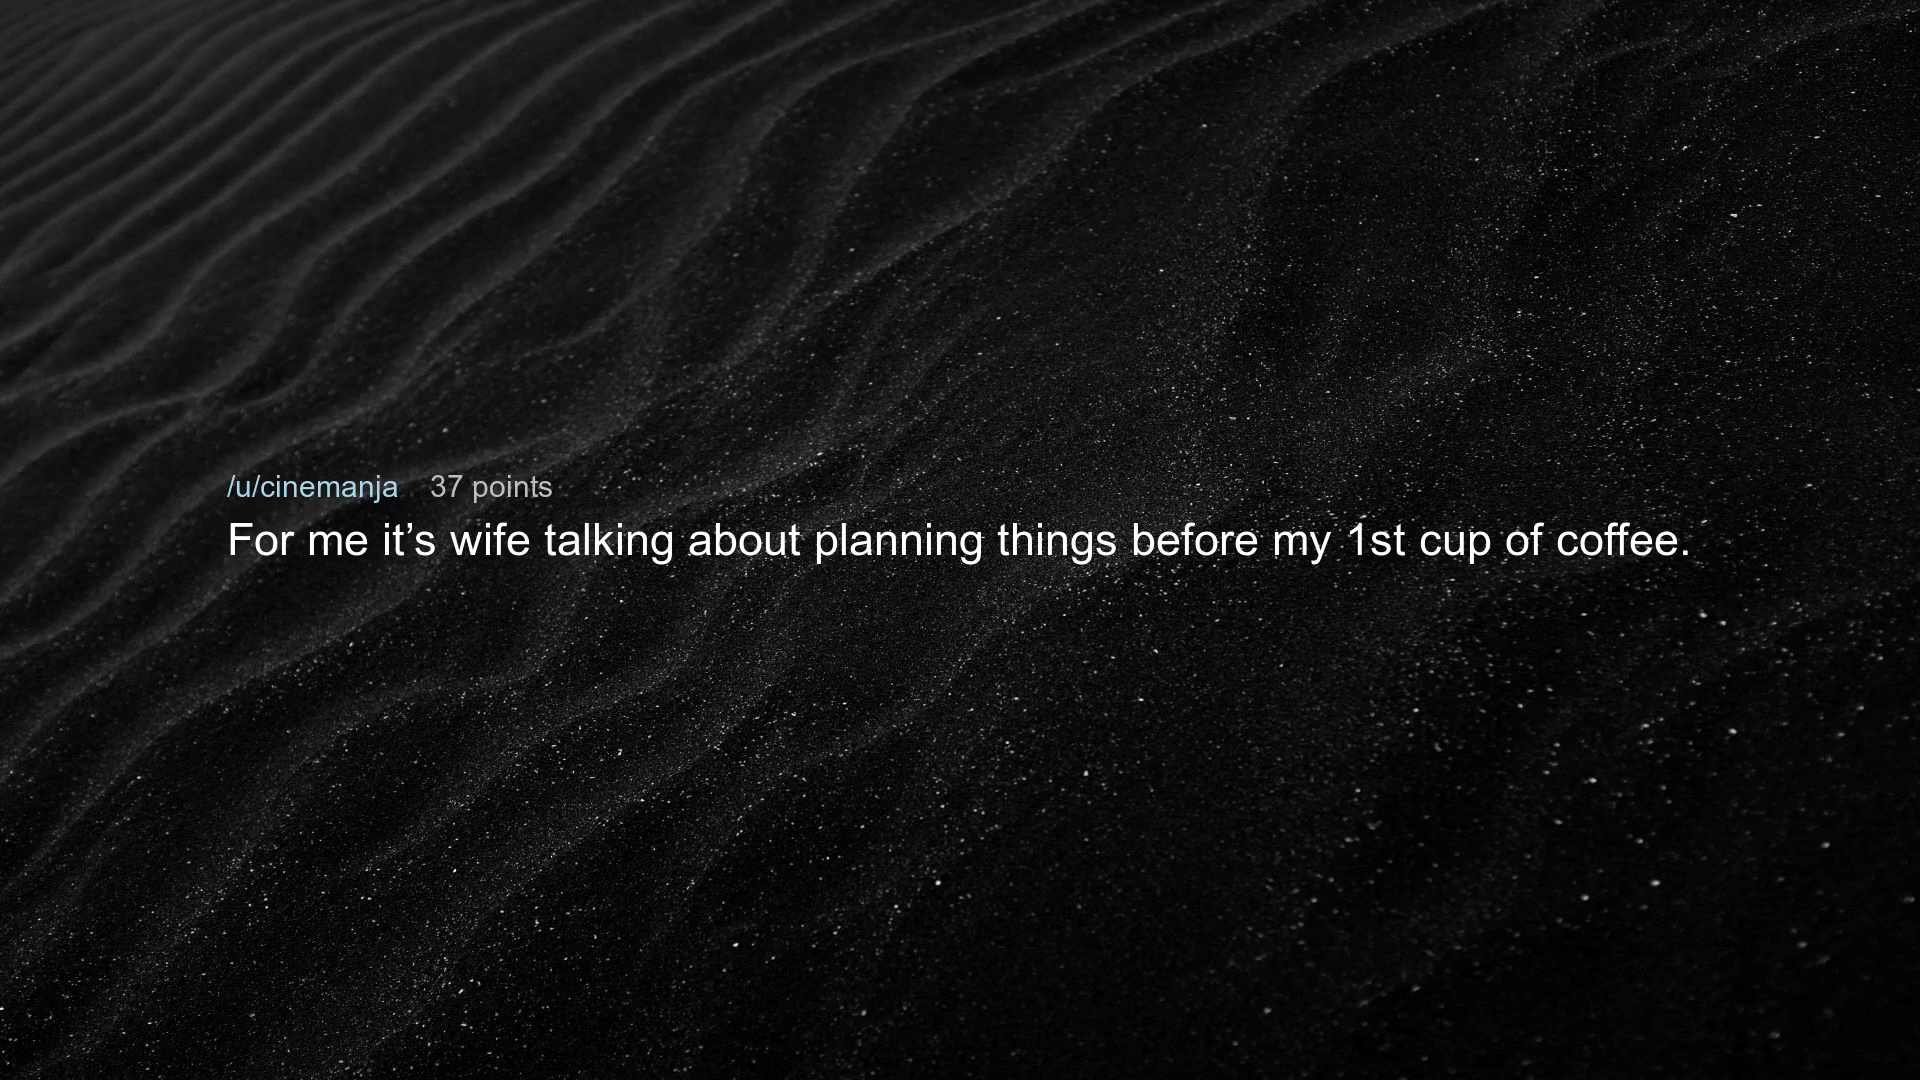 /u/cinemanja 37 points
For me it’s wife talking about planning things before my 1st cup of coffee.